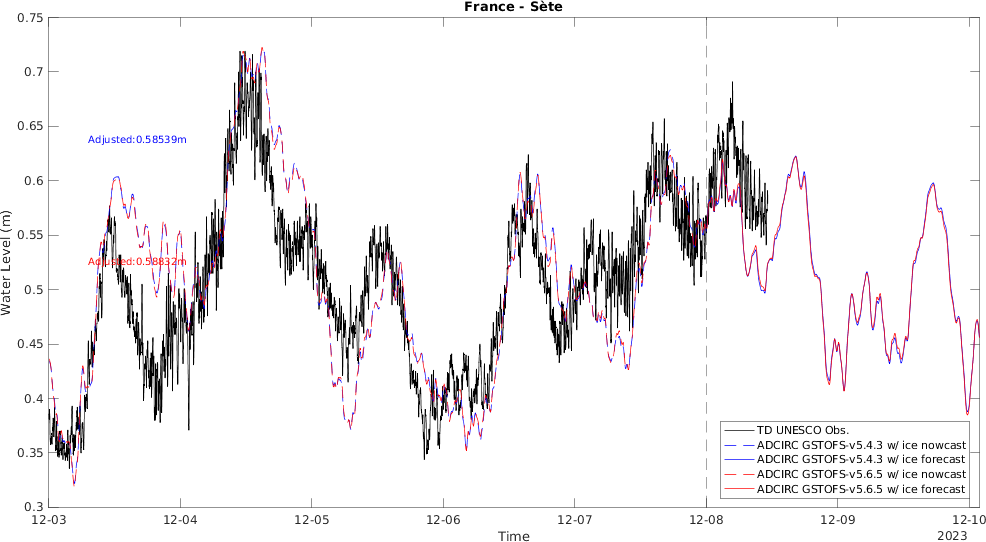 France - Sète
0.75
0.7
0.65
0.6
0.55
0.5
0.45
0.4
0.35
0.3
Water Level (m)
Adjusted:0.58539m
Adjusted:0.58832m
TD UNESCO Obs.
ADCIRC GSTOFS-v5.4.3 w/ ice nowcast
ADCIRC GSTOFS-v5.4.3 w/ ice forecast
ADCIRC GSTOFS-v5.6.5 w/ ice nowcast
ADCIRC GSTOFS-v5.6.5 w/ ice forecast
12-03 12-04 12-05 12-06 12-07 12-08 12-09 12-10
2023
Time